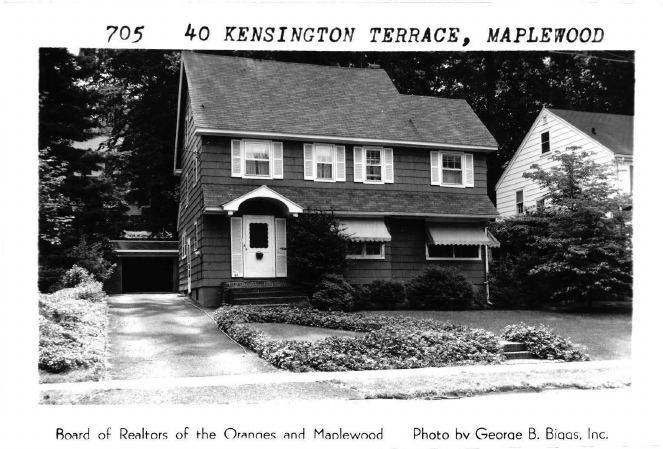 705 40 KENSINGTON TERRACE, MAPLEWOOD
Board of Realtors of the Oranges and Maplewood Photo by George B. Biggs, Inc.